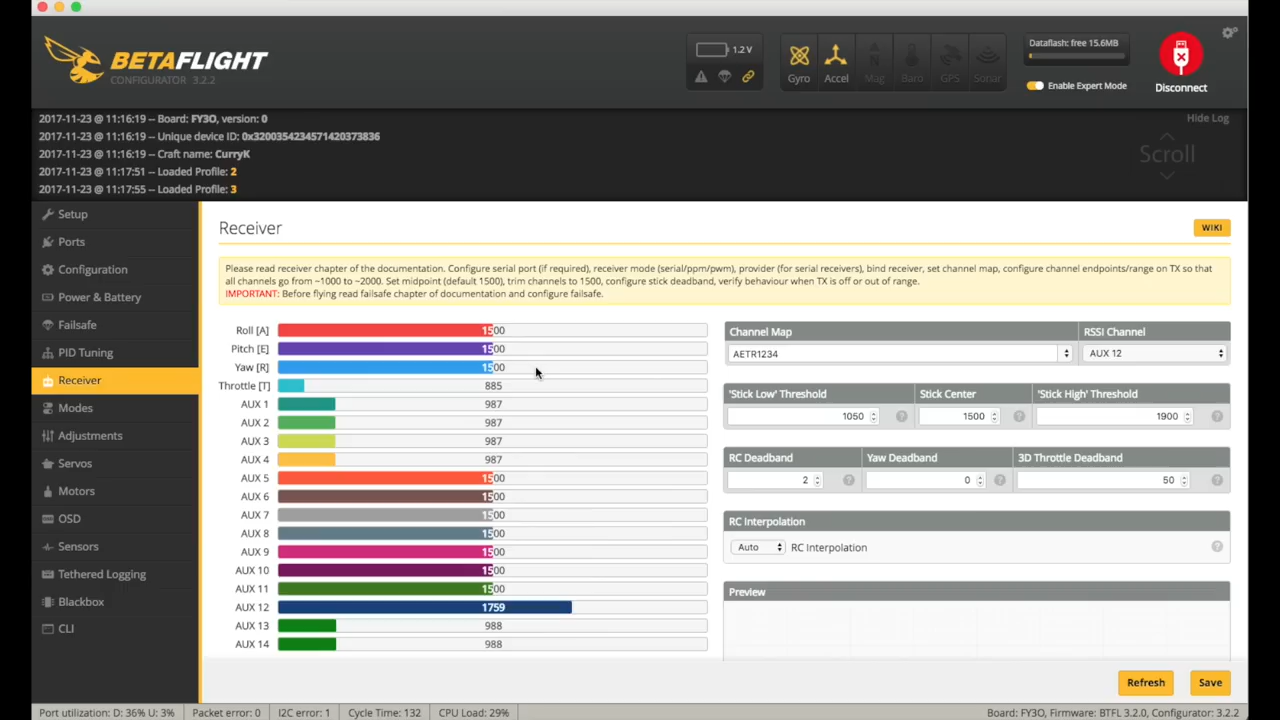 BETAFLIGHT
CONFIGURATOR 3.2.2
1.2 V
Gyro
Accel
Mag
Baro
GPS
Sonar
Dataflash: free 15.6MB
Enable Expert Mode
Disconnect
2017-11-23 @ 11:16:19 -- Board: FY3O, version: 0
2017-11-23 @ 11:16:19 -- Unique device ID: 0x3200354234571420373836
2017-11-23 @ 11:16:19 -- Craft name: CurryK
2017-11-23 @ 11:17:51 -- Loaded Profile: 2
2017-11-23 @ 11:17:55 -- Loaded Profile: 3
Hide Log
Scroll
Setup
Ports
Configuration
Power & Battery
Failsafe
PID Tuning
Receiver
Modes
Adjustments
Servos
Motors
OSD
Sensors
Tethered Logging
Blackbox
CLI
Receiver
WIKI
Please read receiver chapter of the documentation. Configure serial port (if required), receiver mode (serial/ppm/pwm), provider (for serial receivers), bind receiver, set channel map, configure channel endpoints/range on TX so that
all channels go from ~1000 to ~2000. Set midpoint (default 1500), trim channels to 1500, configure stick deadband, verify behaviour when TX is off or out of range.
IMPORTANT: Before flying read failsafe chapter of documentation and configure failsafe.
Roll [A] 1500
Pitch [E] 1500
Yaw [R] 1500
Throttle [T] 885
AUX 1 987
AUX 2 987
AUX 3 987
AUX 4 987
AUX 5 1500
AUX 6 1500
AUX 7 1500
AUX 8 1500
AUX 9 1500
AUX 10 1500
AUX 11 1500
AUX 12 1759
AUX 13 988
AUX 14 988
Channel Map RSSI Channel
AETR1234 AUX 12
'Stick Low' Threshold Stick Center 'Stick High' Threshold
1050 ? 1500 ? 1900 ?
RC Deadband Yaw Deadband 3D Throttle Deadband
2 ? 0 ? 50 ?
RC Interpolation
Auto RC Interpolation ?
Preview
Refresh
Save
Port utilization: D: 36% U: 3% Packet error: 0 I2C error: 1 Cycle Time: 132 CPU Load: 29% Board: FY3O, Firmware: BTFL 3.2.0, Configurator: 3.2.2